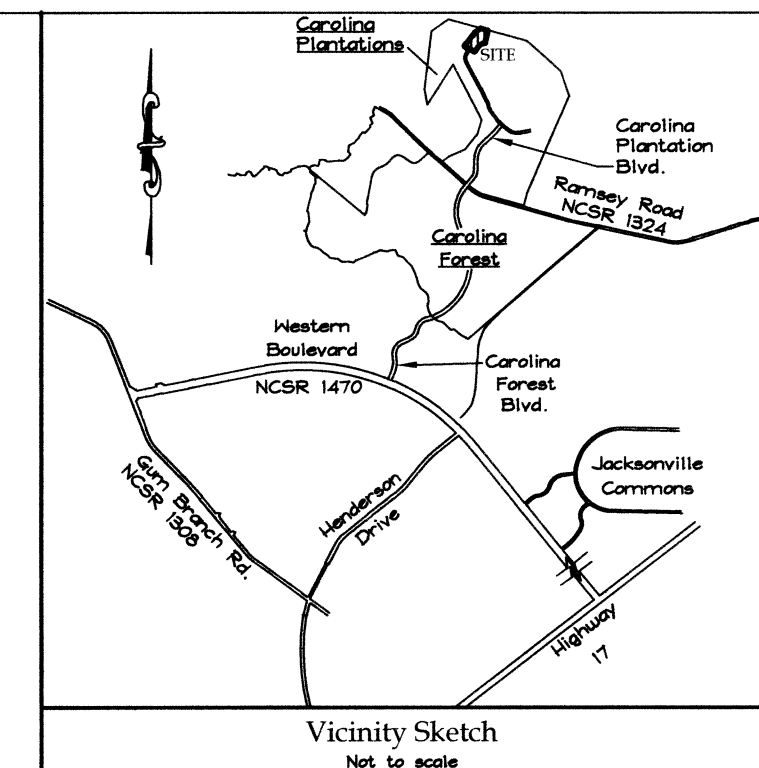 Carolina
Plantations
SITE
Carolina
Plantation
Blvd.
Ramsey Road
NCSR 1324
Carolina
Forest
Western
Boulevard
NCSR 1470
Carolina
Forest
Blvd.
Gum Branch Rd.
NCSR 1308
Henderson
Drive
Jacksonville
Commons
Highway
17
Vicinity Sketch
Not to scale